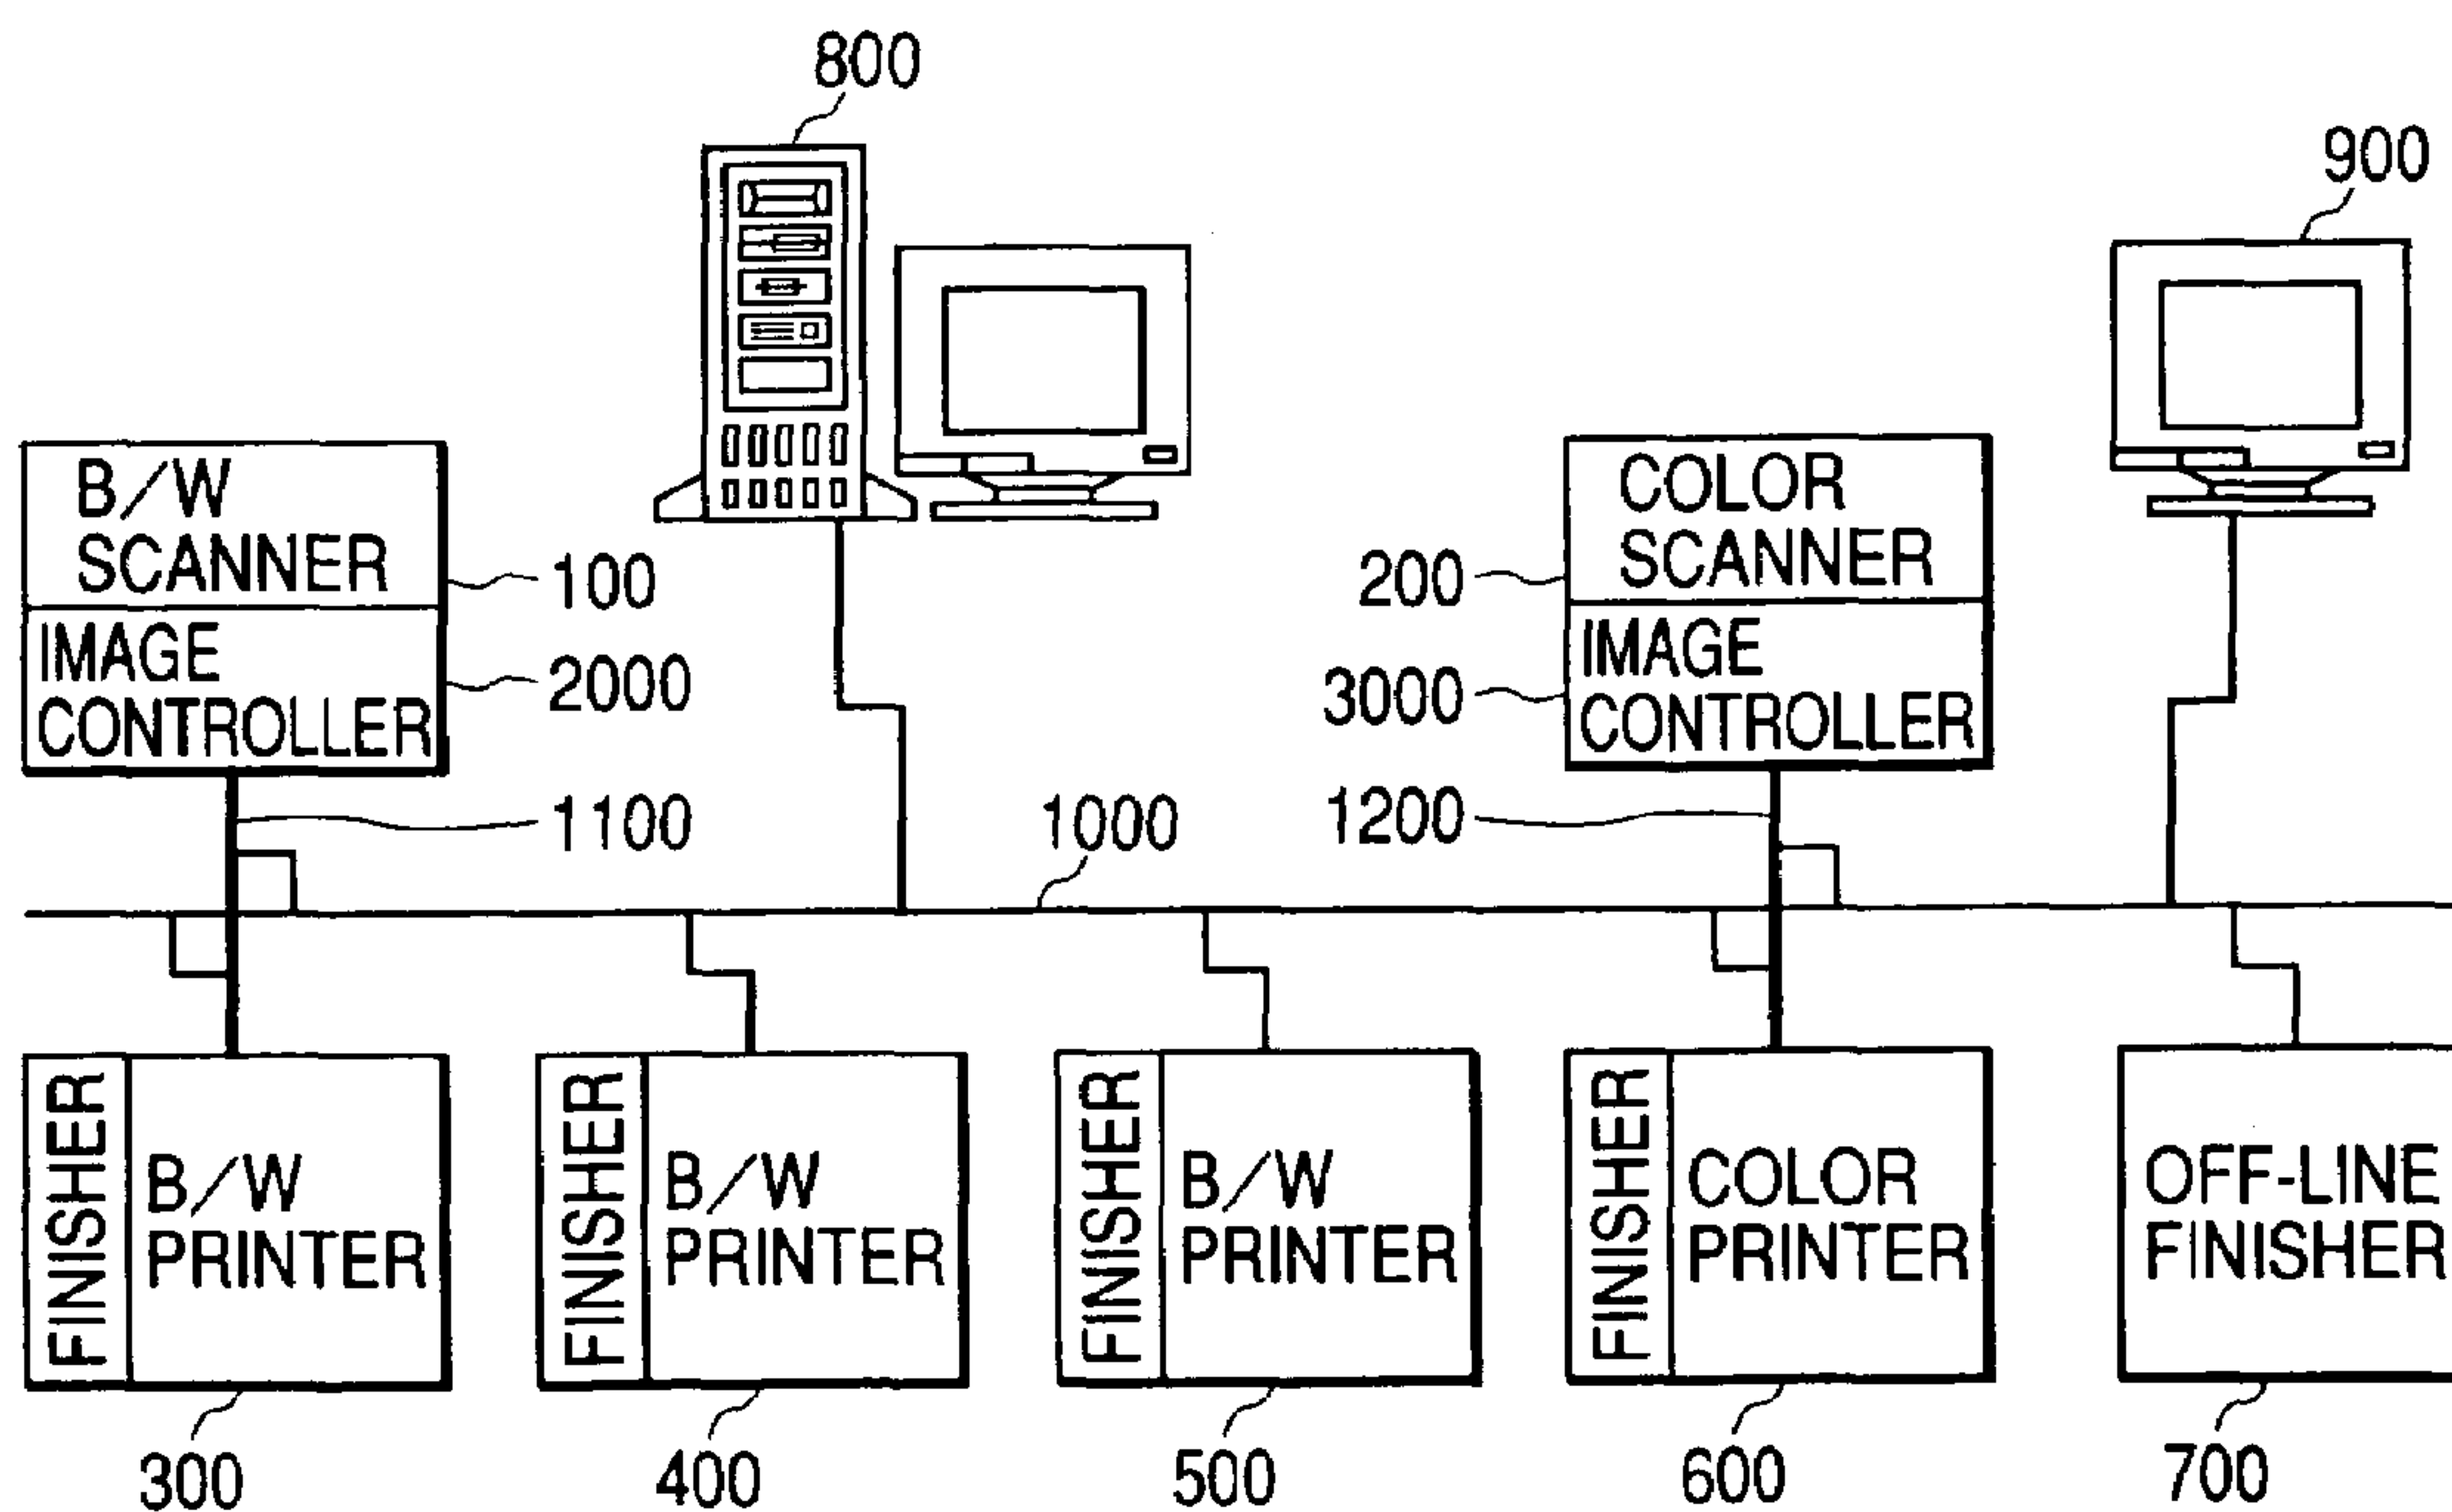 800
900
B/W
SCANNER
100
IMAGE
CONTROLLER
2000
COLOR
SCANNER
200
IMAGE
CONTROLLER
3000
1100
1000
1200
FINISHER
B/W
PRINTER
300
FINISHER
B/W
PRINTER
400
FINISHER
B/W
PRINTER
500
FINISHER
COLOR
PRINTER
600
OFF-LINE
FINISHER
700